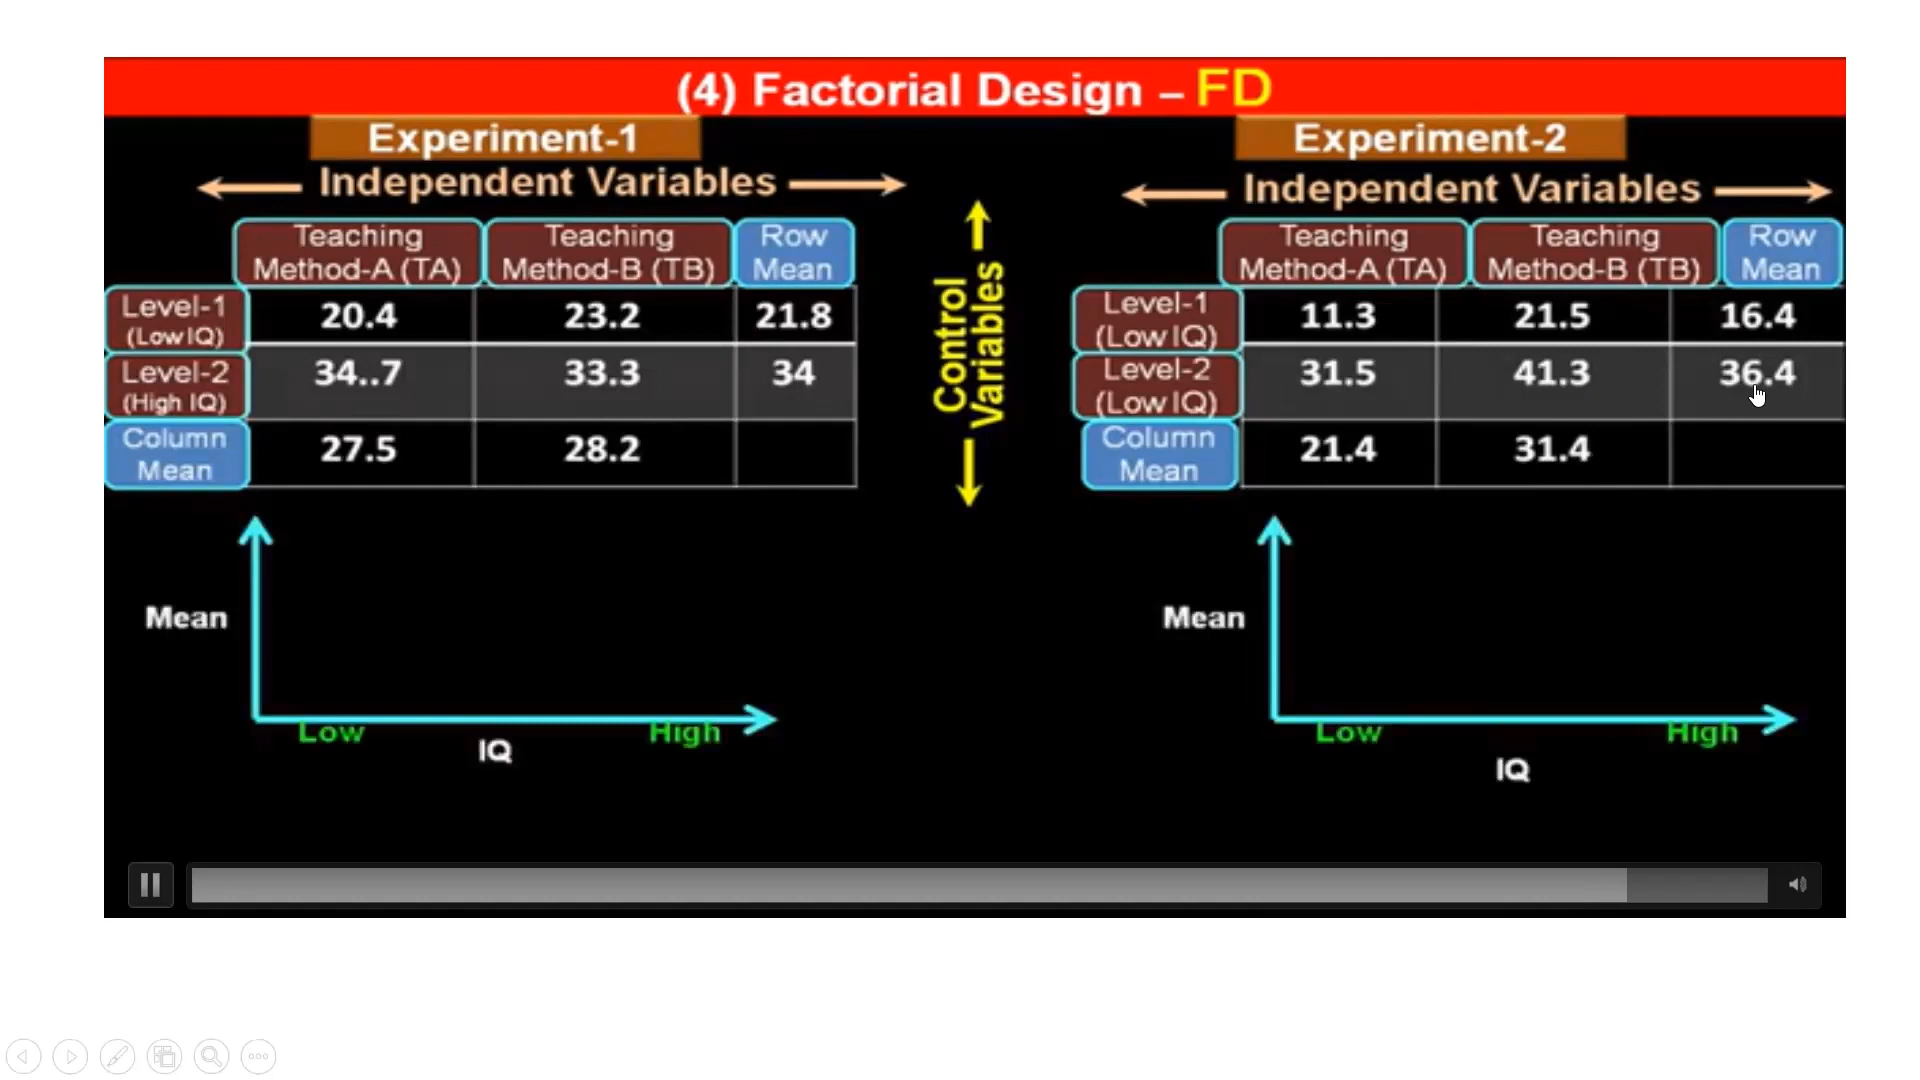 (4) Factorial Design – FD
Experiment-1
Independent Variables
Teaching Method-A (TA)
Teaching Method-B (TB)
Row Mean
Level-1 (Low IQ)
20.4
23.2
21.8
Level-2 (High IQ)
34..7
33.3
34
Column Mean
27.5
28.2
Mean
Low
High
IQ
Control Variables
Experiment-2
Independent Variables
Teaching Method-A (TA)
Teaching Method-B (TB)
Row Mean
Level-1 (Low IQ)
11.3
21.5
16.4
Level-2 (Low IQ)
31.5
41.3
36.4
Column Mean
21.4
31.4
Mean
Low
High
IQ